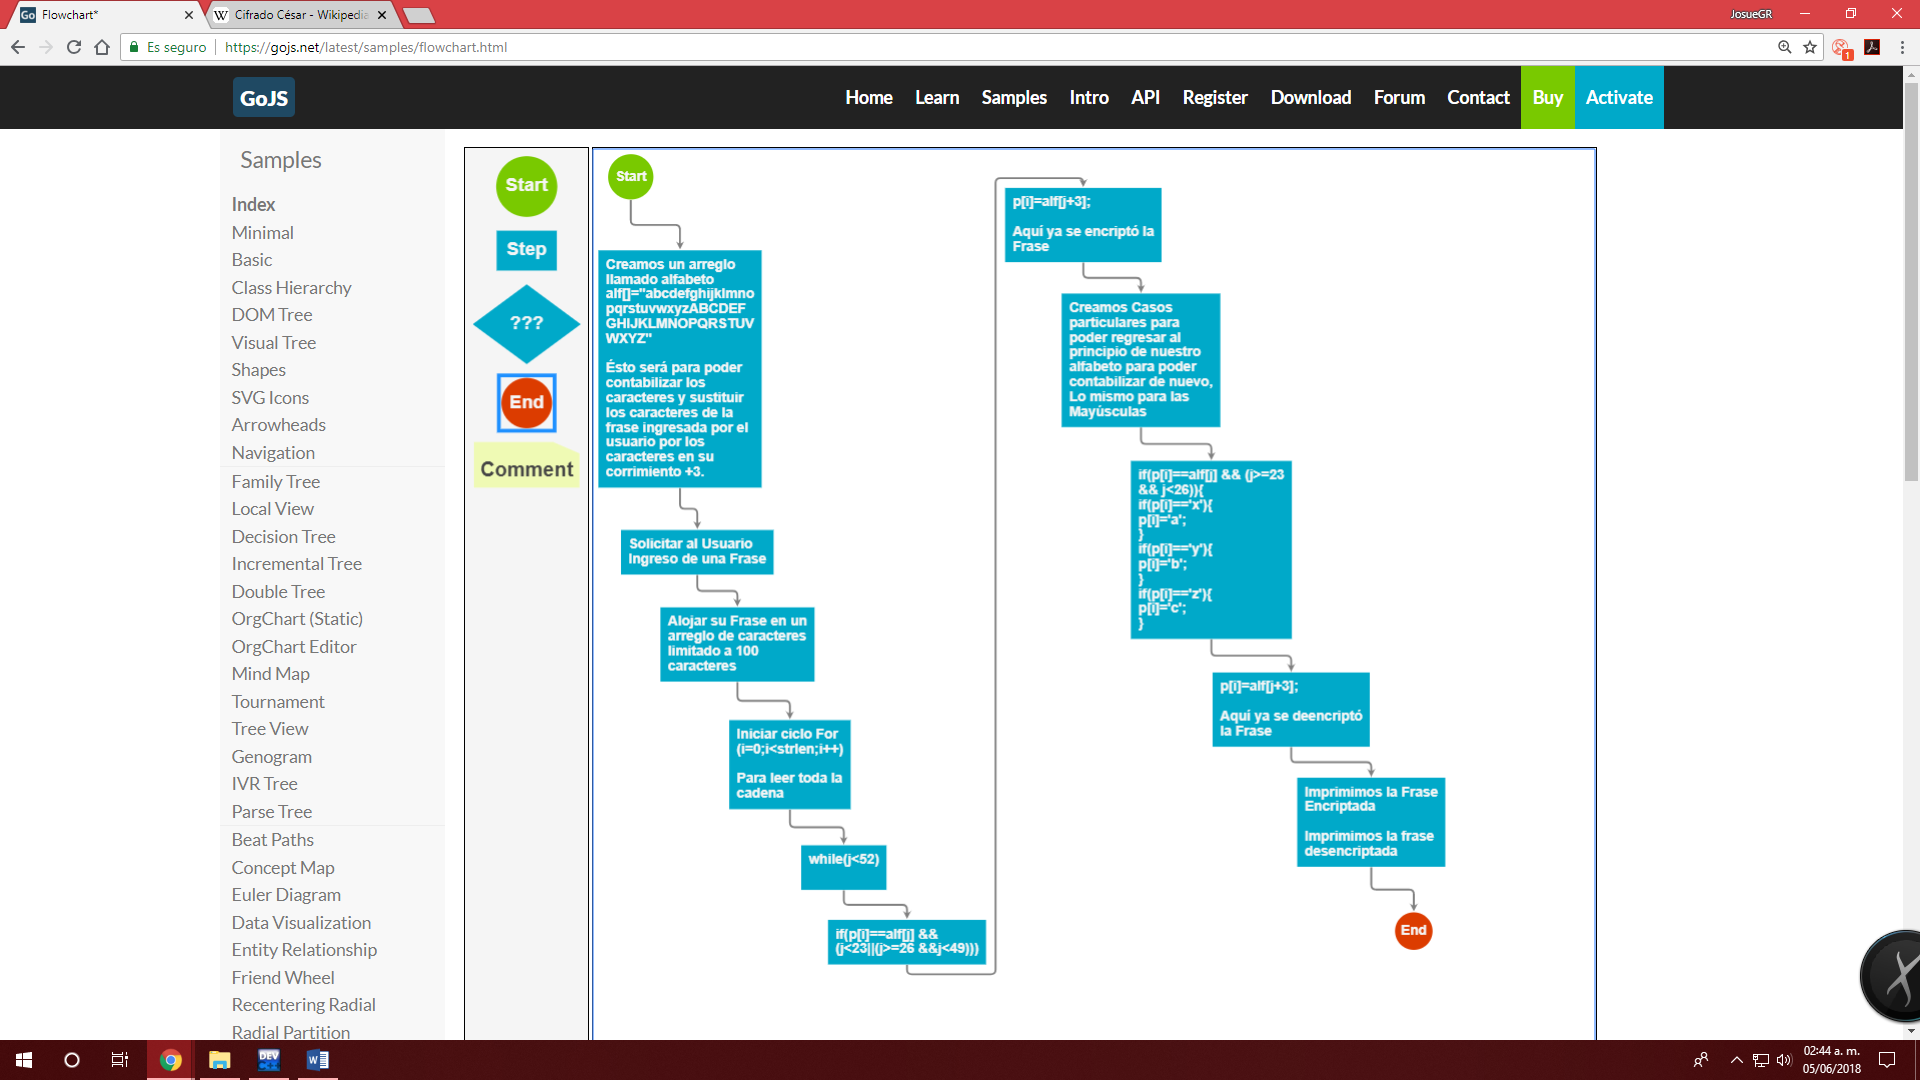 Flowchart*
Cifrado César - Wikipedia
JosueGR
Es seguro
https://gojs.net/latest/samples/flowchart.html
1
GoJS
Home
Learn
Samples
Intro
API
Register
Download
Forum
Contact
Buy
Activate
Samples
Index
Minimal
Basic
Class Hierarchy
DOM Tree
Visual Tree
Shapes
SVG Icons
Arrowheads
Navigation
Family Tree
Local View
Decision Tree
Incremental Tree
Double Tree
OrgChart (Static)
OrgChart Editor
Mind Map
Tournament
Tree View
Genogram
IVR Tree
Parse Tree
Beat Paths
Concept Map
Euler Diagram
Data Visualization
Entity Relationship
Friend Wheel
Recentering Radial
Radial Partition
Start
Step
???
End
Comment
Start
Creamos un arreglo
llamado alfabeto
alf[]="abcdefghijklmno
pqrstuvwxyzABCDEF
GHIJKLMNOPQRSTUV
WXYZ"
Ésto será para poder
contabilizar los
caracteres y sustituir
los caracteres de la
frase ingresada por el
usuario por los
caracteres en su
corrimiento +3.
Solicitar al Usuario
Ingreso de una Frase
Alojar su Frase en un
arreglo de caracteres
limitado a 100
caracteres
Iniciar ciclo For
(i=0;i<strlen;i++)
Para leer toda la
cadena
while(j<52)
if(p[i]==alf[j] &&
(j<23||(j>=26 &&j<49)))
p[i]=alf[j+3];
Aquí ya se encriptó la
Frase
Creamos Casos
particulares para
poder regresar al
principio de nuestro
alfabeto para poder
contabilizar de nuevo,
Lo mismo para las
Mayúsculas
if(p[i]==alf[j] && (j>=23
&& j<26)){
if(p[i]=='x'){
p[i]='a';
}
if(p[i]=='y'){
p[i]='b';
}
if(p[i]=='z'){
p[i]='c';
}
p[i]=alf[j+3];
Aquí ya se deencriptó
la Frase
Imprimimos la Frase
Encriptada
Imprimimos la frase
desencriptada
End
DEV
02:44 a. m.
05/06/2018